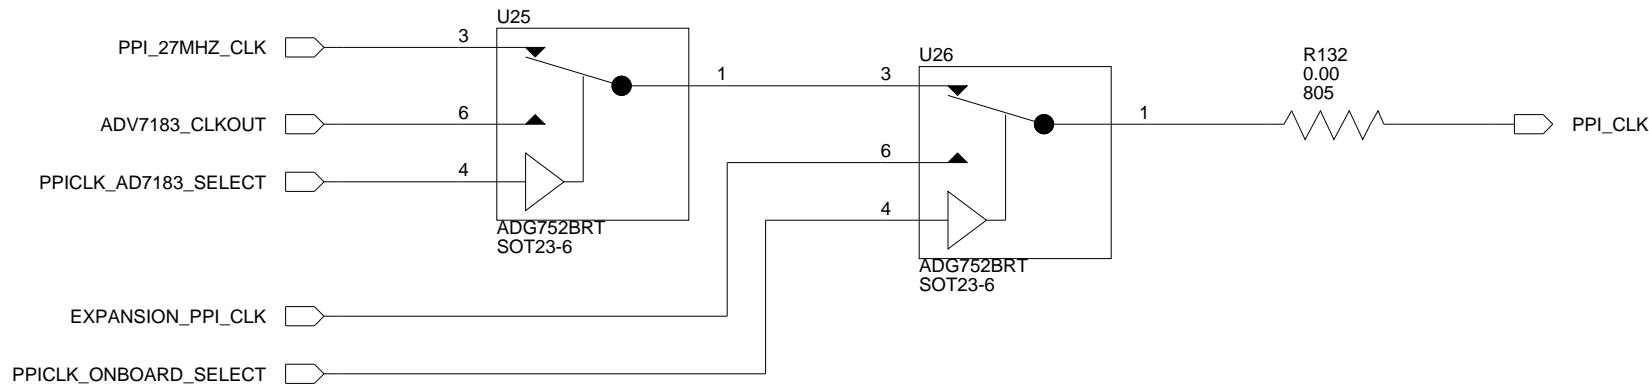 U25
PPI_27MHZ_CLK
3
U26
R132
0.00
805
1
3
ADV7183_CLKOUT
6
1
PPI_CLK
6
PPICLK_AD7183_SELECT
4
4
ADG752BRT
SOT23-6
ADG752BRT
SOT23-6
EXPANSION_PPI_CLK
PPICLK_ONBOARD_SELECT